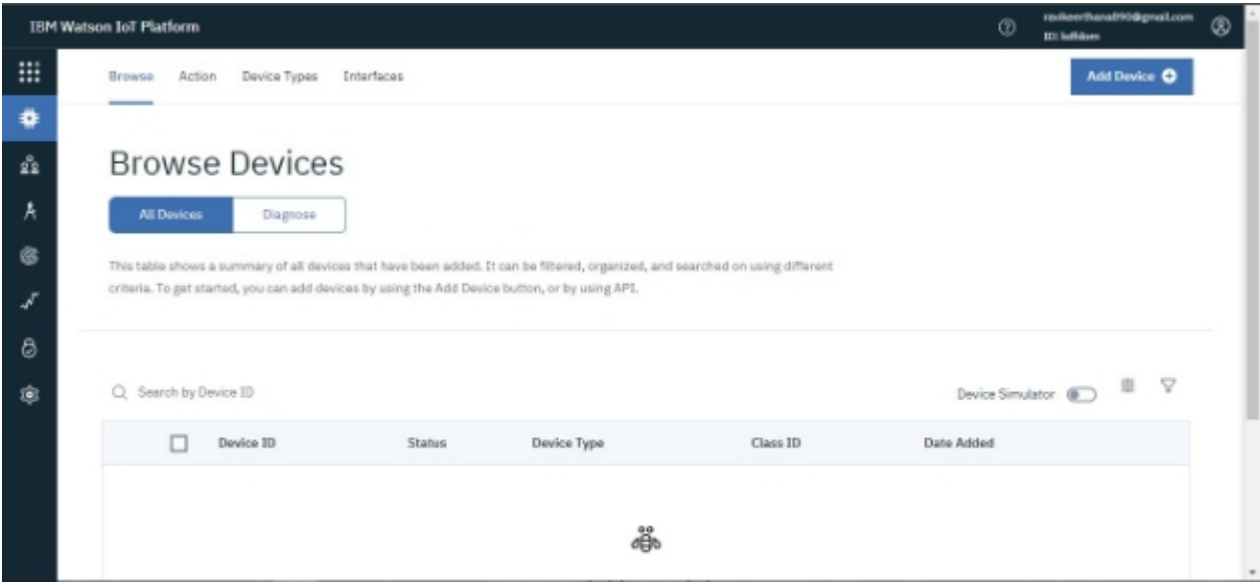 IBM Watson IoT Platform
ravikeerthana890@gmail.com
Browse Action Device Types Interfaces
Add Device
Browse Devices
All Devices Diagnose
This table shows a summary of all devices that have been added. It can be filtered, organized, and searched on using different
criteria. To get started, you can add devices by using the Add Device button, or by using API.
Search by Device ID
Device Simulator
Device ID Status Device Type Class ID Date Added